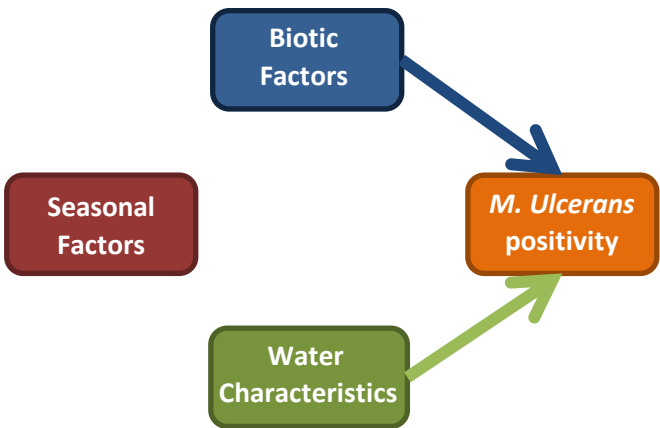 Biotic
Factors
Seasonal
Factors
M. Ulcerans
positivity
Water
Characteristics